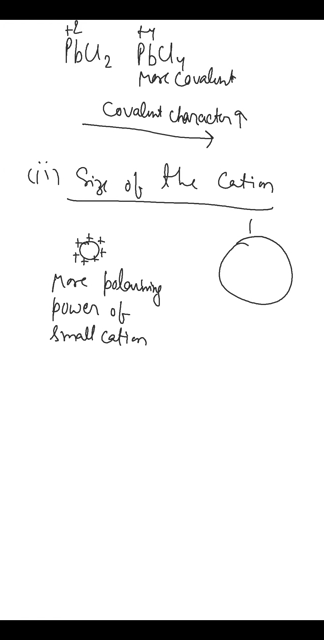 +2 +4
PbCl2 PbCl4
More Covalent
Covalent character↑
(ii) Size of the Cation
More polarising
power of
small cation